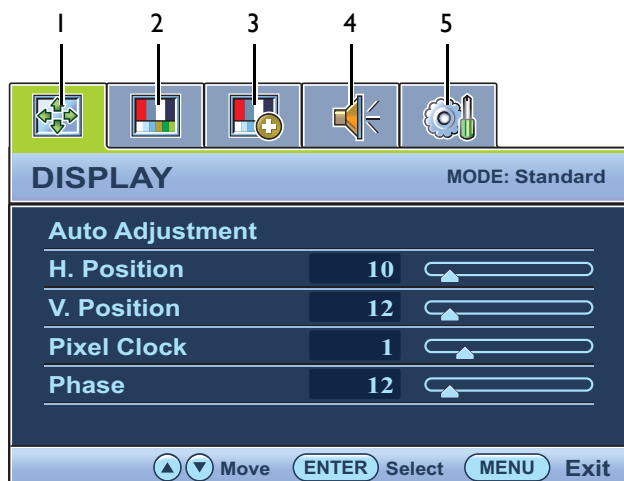 1 2 3 4 5
DISPLAY MODE: Standard
Auto Adjustment
H. Position 10
V. Position 12
Pixel Clock 1
Phase 12
Move ENTER Select MENU Exit